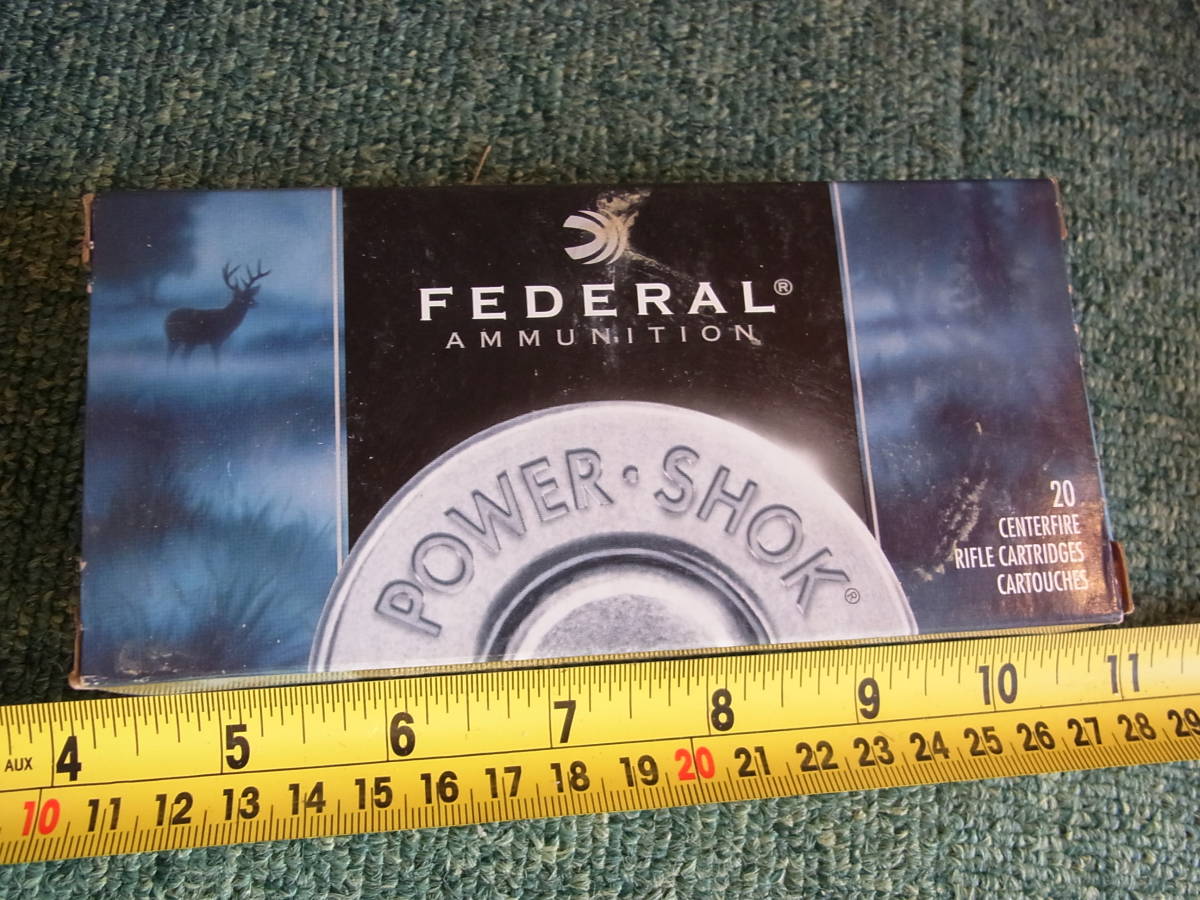 FEDERAL®
AMMUNITION
POWER•SHOK®
20
CENTERFIRE
RIFLE CARTRIDGES
CARTOUCHES
4 5 6 7 8 9 10 11
AUX
10 11 12 13 14 15 16 17 18 19 20 21 22 23 24 25 26 27 28 29